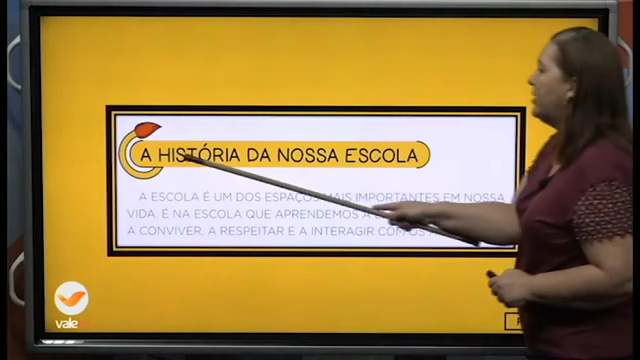 A HISTÓRIA DA NOSSA ESCOLA
A ESCOLA É UM DOS ESPAÇOS MAIS IMPORTANTES EM NOSSA
VIDA. É NA ESCOLA QUE APRENDEMOS A
A CONVIVER, A RESPEITAR E A INTERAGIR COM
vale